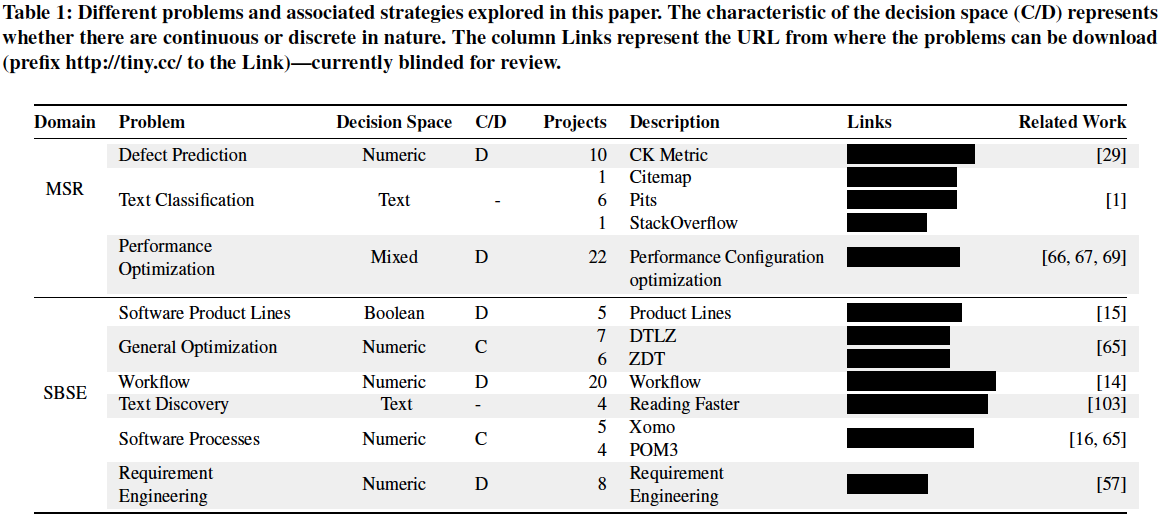 Table 1: Different problems and associated strategies explored in this paper. The characteristic of the decision space (C/D) represents
whether there are continuous or discrete in nature. The column Links represent the URL from where the problems can be download
(prefix http://tiny.cc/ to the Link)—currently blinded for review.
Domain Problem Decision Space C/D Projects Description Links Related Work
MSR
Defect Prediction Numeric D 10 CK Metric [29]
1 Citemap
Text Classification Text - 6 Pits [1]
1 StackOverflow
Performance
Optimization Mixed D 22 Performance Configuration
optimization [66, 67, 69]
SBSE
Software Product Lines Boolean D 5 Product Lines [15]
General Optimization Numeric C 7 DTLZ [65]
6 ZDT
Workflow Numeric D 20 Workflow [14]
Text Discovery Text - 4 Reading Faster [103]
Software Processes Numeric C 5 Xomo [16, 65]
4 POM3
Requirement
Engineering Numeric D 8 Requirement
Engineering [57]